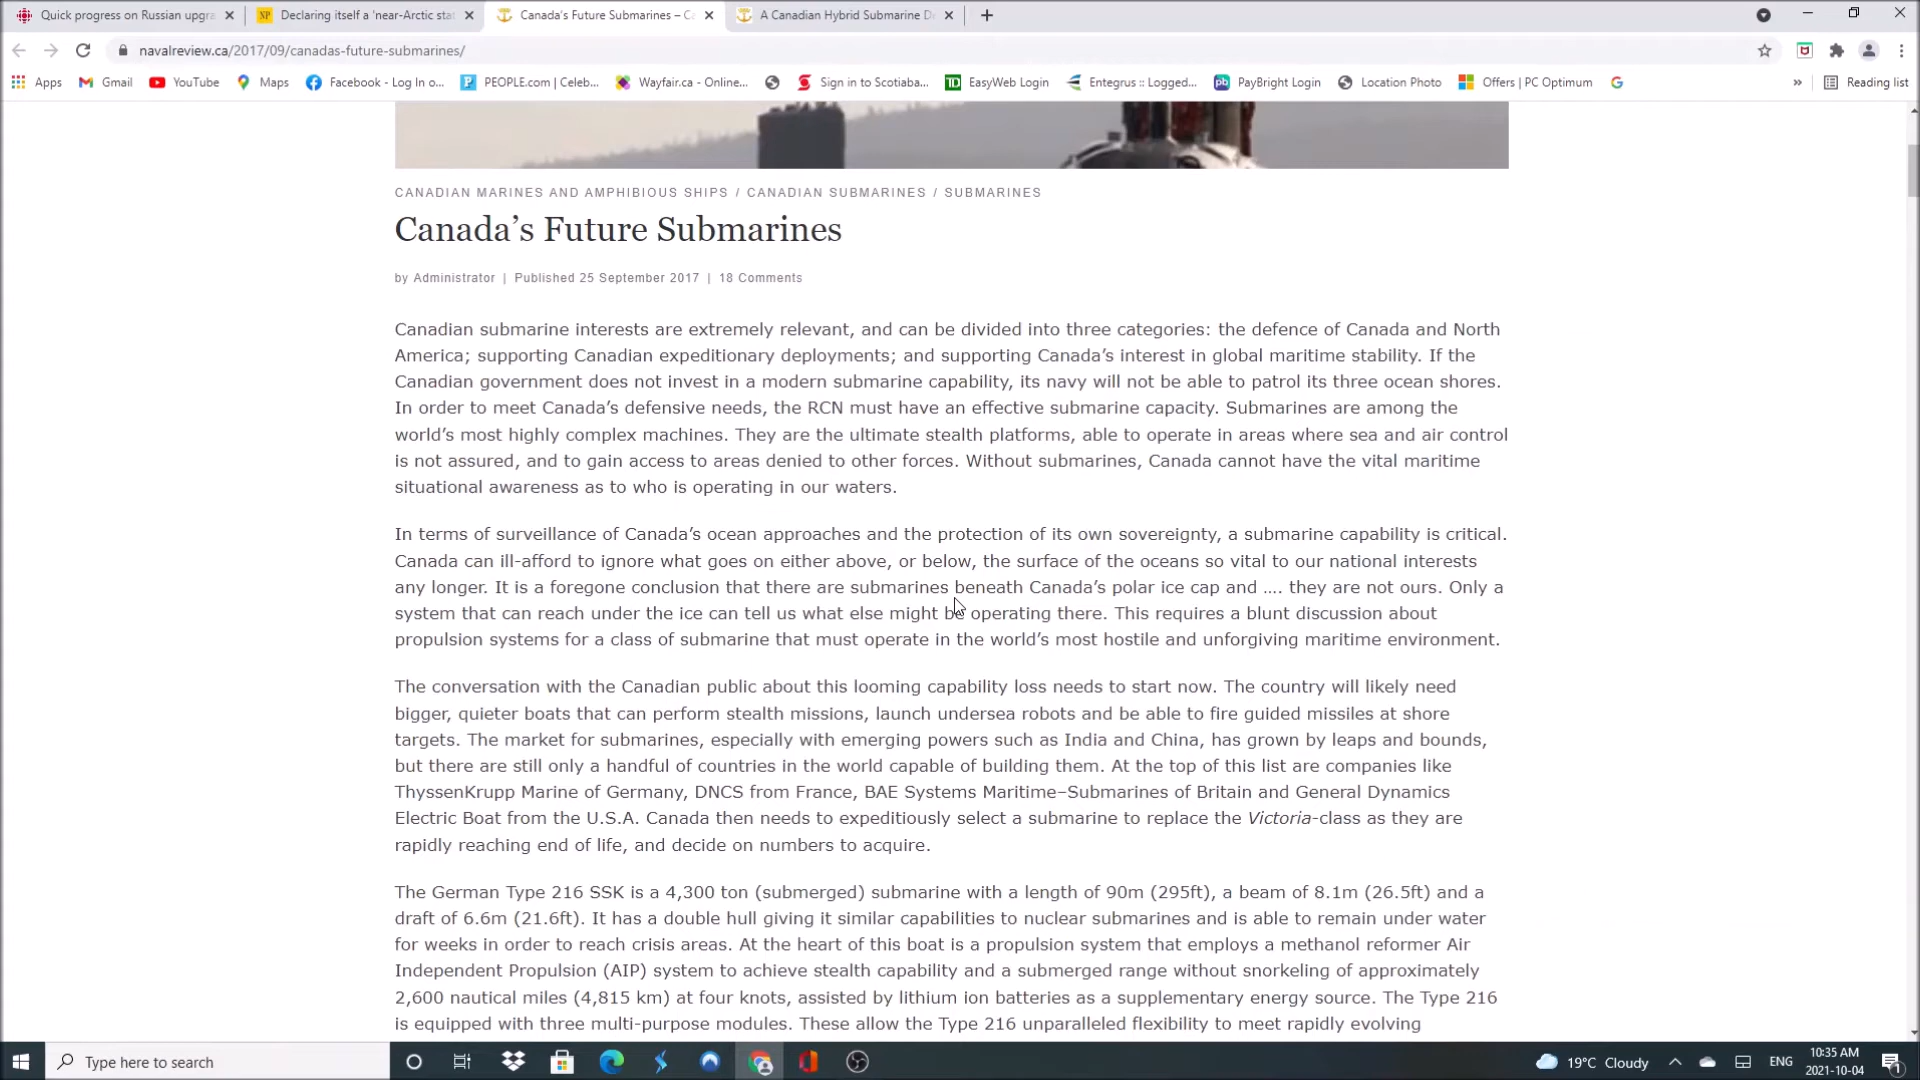 Quick progress on Russian upgra
Declaring itself a 'near-Arctic stat
Canada's Future Submarines – Ca
A Canadian Hybrid Submarine De
navalreview.ca/2017/09/canadas-future-submarines/
Apps
Gmail
YouTube
Maps
Facebook - Log In o...
PEOPLE.com | Celeb...
Wayfair.ca - Online...
Sign in to Scotiaba...
EasyWeb Login
Entegrus :: Logged...
PayBright Login
Location Photo
Offers | PC Optimum
»
Reading list
CANADIAN MARINES AND AMPHIBIOUS SHIPS / CANADIAN SUBMARINES / SUBMARINES
Canada's Future Submarines
by Administrator | Published 25 September 2017 | 18 Comments
Canadian submarine interests are extremely relevant, and can be divided into three categories: the defence of Canada and North
America; supporting Canadian expeditionary deployments; and supporting Canada's interest in global maritime stability. If the
Canadian government does not invest in a modern submarine capability, its navy will not be able to patrol its three ocean shores.
In order to meet Canada's defensive needs, the RCN must have an effective submarine capacity. Submarines are among the
world's most highly complex machines. They are the ultimate stealth platforms, able to operate in areas where sea and air control
is not assured, and to gain access to areas denied to other forces. Without submarines, Canada cannot have the vital maritime
situational awareness as to who is operating in our waters.
In terms of surveillance of Canada's ocean approaches and the protection of its own sovereignty, a submarine capability is critical.
Canada can ill-afford to ignore what goes on either above, or below, the surface of the oceans so vital to our national interests
any longer. It is a foregone conclusion that there are submarines beneath Canada's polar ice cap and .... they are not ours. Only a
system that can reach under the ice can tell us what else might be operating there. This requires a blunt discussion about
propulsion systems for a class of submarine that must operate in the world's most hostile and unforgiving maritime environment.
The conversation with the Canadian public about this looming capability loss needs to start now. The country will likely need
bigger, quieter boats that can perform stealth missions, launch undersea robots and be able to fire guided missiles at shore
targets. The market for submarines, especially with emerging powers such as India and China, has grown by leaps and bounds,
but there are still only a handful of countries in the world capable of building them. At the top of this list are companies like
ThyssenKrupp Marine of Germany, DNCS from France, BAE Systems Maritime–Submarines of Britain and General Dynamics
Electric Boat from the U.S.A. Canada then needs to expeditiously select a submarine to replace the Victoria-class as they are
rapidly reaching end of life, and decide on numbers to acquire.
The German Type 216 SSK is a 4,300 ton (submerged) submarine with a length of 90m (295ft), a beam of 8.1m (26.5ft) and a
draft of 6.6m (21.6ft). It has a double hull giving it similar capabilities to nuclear submarines and is able to remain under water
for weeks in order to reach crisis areas. At the heart of this boat is a propulsion system that employs a methanol reformer Air
Independent Propulsion (AIP) system to achieve stealth capability and a submerged range without snorkeling of approximately
2,600 nautical miles (4,815 km) at four knots, assisted by lithium ion batteries as a supplementary energy source. The Type 216
is equipped with three multi-purpose modules. These allow the Type 216 unparalleled flexibility to meet rapidly evolving
Type here to search
19°C Cloudy
ENG
10:35 AM
2021-10-04
1